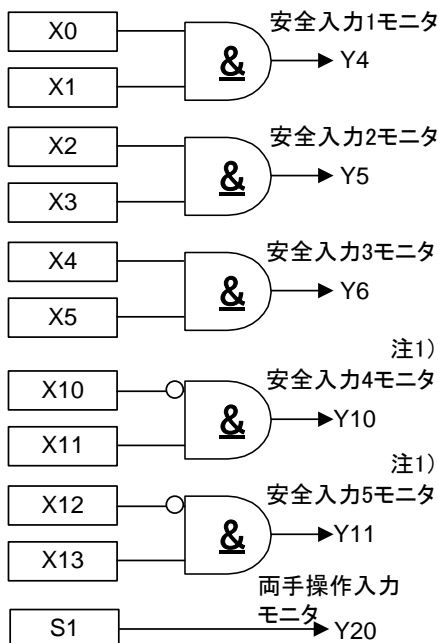 安全入力1モニタ
X0
&
Y4
X1
安全入力2モニタ
X2
&
Y5
X3
安全入力3モニタ
X4
&
Y6
X5
注1)
安全入力4モニタ
X10
&
Y10
X11
注1)
安全入力5モニタ
X12
&
Y11
X13
両手操作入力
モニタ
S1
Y20